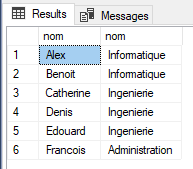 Results Messages
nom nom
1 Alex Informatique
2 Benoit Informatique
3 Catherine Ingenierie
4 Denis Ingenierie
5 Edouard Ingenierie
6 Francois Administration